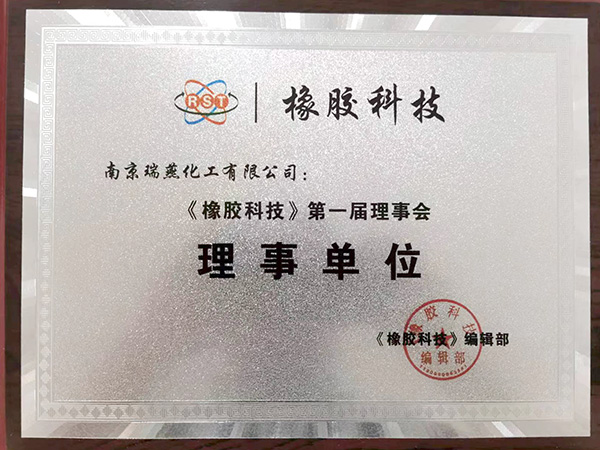 RST 橡胶科技
南京瑞燕化工有限公司：
《橡胶科技》第一届理事会
理事单位
《橡胶科技》编辑部
橡胶科技
编辑部